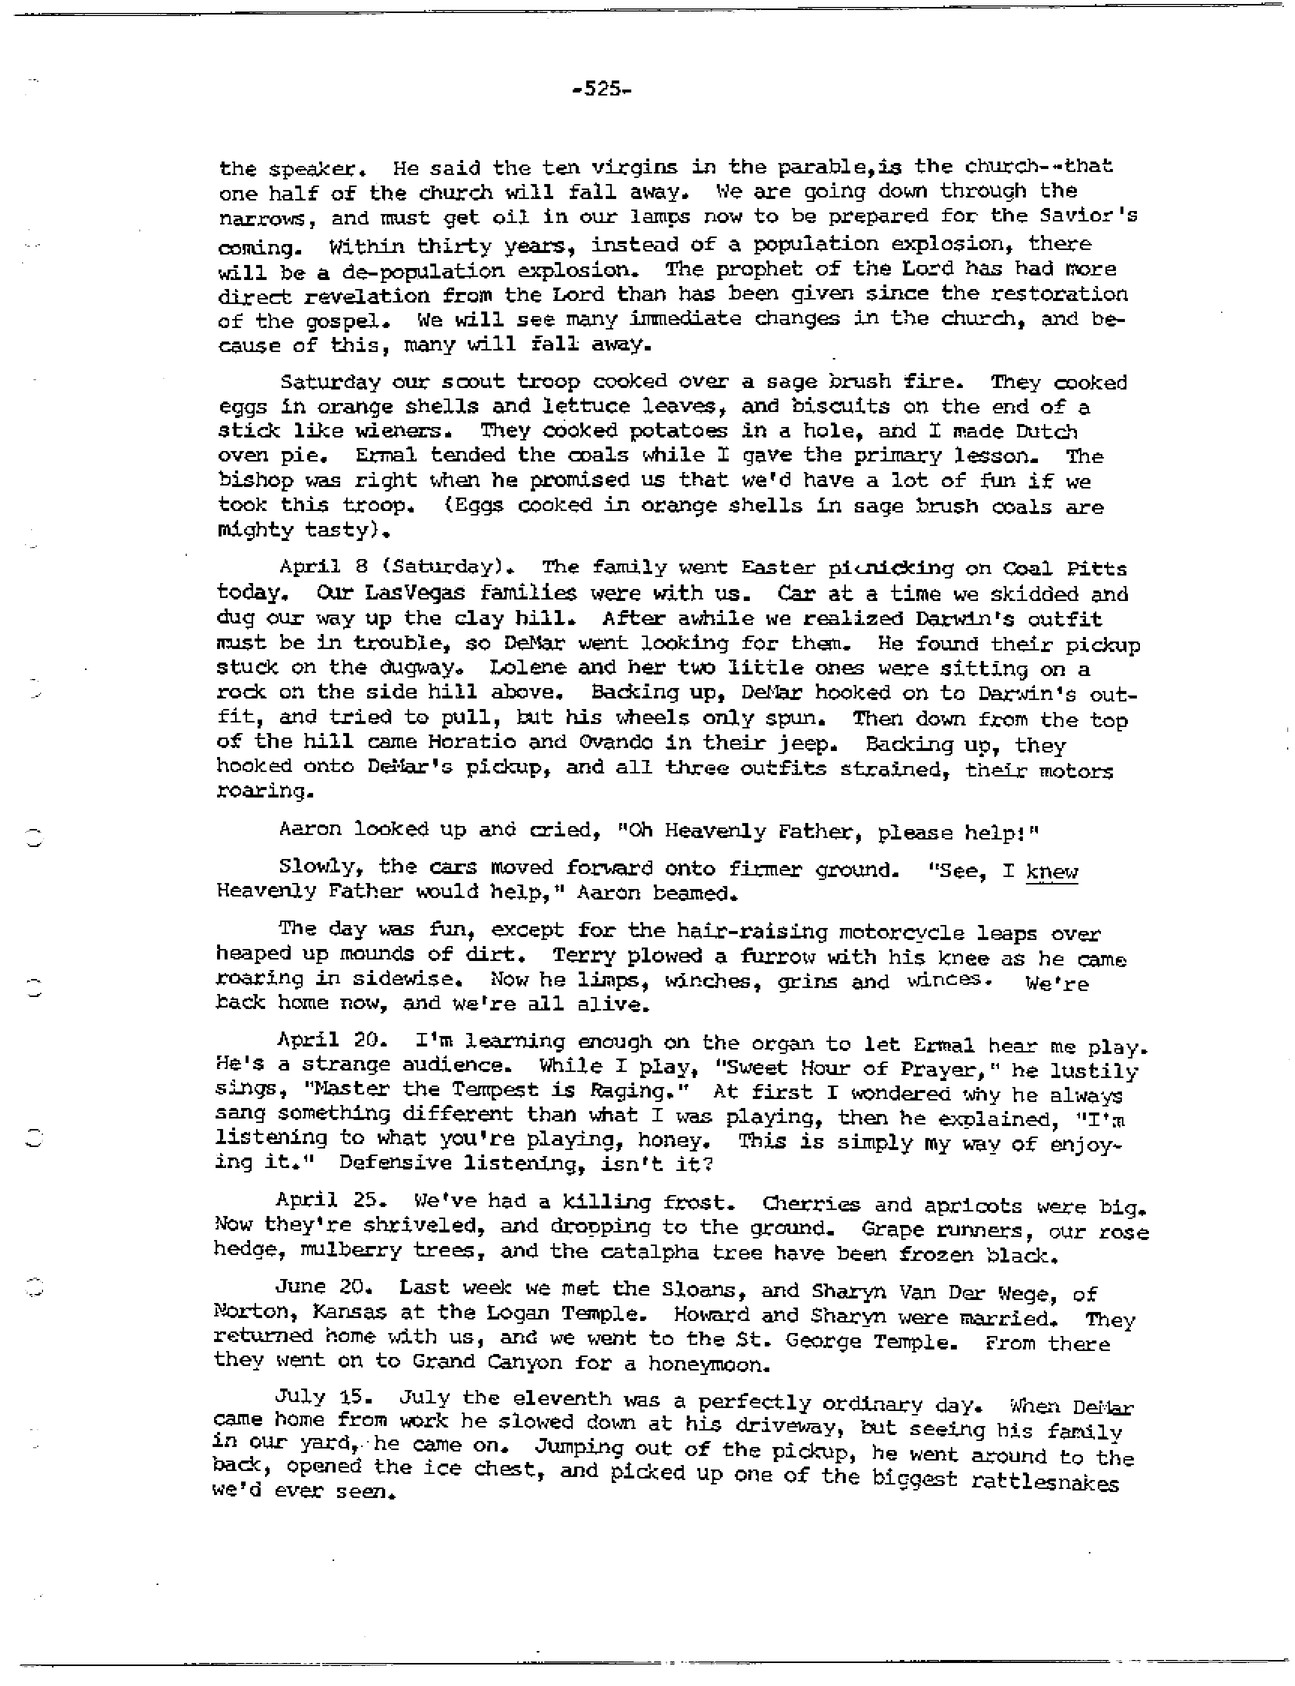 -525-
the speaker. He said the ten virgins in the parable,is the church--that
one half of the church will fall away. We are going down through the
narrows, and must get oil in our lamps now to be prepared for the Savior's
coming. Within thirty years, instead of a population explosion, there
will be a de-population explosion. The prophet of the Lord has had more
direct revelation from the Lord than has been given since the restoration
of the gospel. We will see many immediate changes in the church, and be-
cause of this, many will fall away.
Saturday our scout troop cooked over a sage brush fire. They cooked
eggs in orange shells and lettuce leaves, and biscuits on the end of a
stick like wieners. They cooked potatoes in a hole, and I made Dutch
oven pie. Ermal tended the coals while I gave the primary lesson. The
bishop was right when he promised us that we'd have a lot of fun if we
took this troop. (Eggs cooked in orange shells in sage brush coals are
mighty tasty).
April 8 (Saturday). The family went Easter picnicking on Coal Pitts
today. Our LasVegas families were with us. Car at a time we skidded and
dug our way up the clay hill. After awhile we realized Darwin's outfit
must be in trouble, so DeMar went looking for them. He found their pickup
stuck on the dugway. Lolene and her two little ones were sitting on a
rock on the side hill above. Backing up, DeMar hooked on to Darwin's out-
fit, and tried to pull, but his wheels only spun. Then down from the top
of the hill came Horatio and Ovando in their jeep. Backing up, they
hooked onto DeMar's pickup, and all three outfits strained, their motors
roaring.
Aaron looked up and cried, "Oh Heavenly Father, please help!"
Slowly, the cars moved forward onto firmer ground. "See, I knew
Heavenly Father would help," Aaron beamed.
The day was fun, except for the hair-raising motorcycle leaps over
heaped up mounds of dirt. Terry plowed a furrow with his knee as he came
roaring in sidewise. Now he limps, winches, grins and winces. We're
back home now, and we're all alive.
April 20. I'm learning enough on the organ to let Ermal hear me play.
He's a strange audience. While I play, "Sweet Hour of Prayer," he lustily
sings, "Master the Tempest is Raging." At first I wondered why he always
sang something different than what I was playing, then he explained, "I'm
listening to what you're playing, honey. This is simply my way of enjoy-
ing it." Defensive listening, isn't it?
April 25. We've had a killing frost. Cherries and apricots were big.
Now they're shriveled, and dropping to the ground. Grape runners, our rose
hedge, mulberry trees, and the catalpha tree have been frozen black.
June 20. Last week we met the Sloans, and Sharyn Van Der Wege, of
Norton, Kansas at the Logan Temple. Howard and Sharyn were married. They
returned home with us, and we went to the St. George Temple. From there
they went on to Grand Canyon for a honeymoon.
July 15. July the eleventh was a perfectly ordinary day. When DeMar
came home from work he slowed down at his driveway, but seeing his family
in our yard, he came on. Jumping out of the pickup, he went around to the
back, opened the ice chest, and picked up one of the biggest rattlesnakes
we'd ever seen.